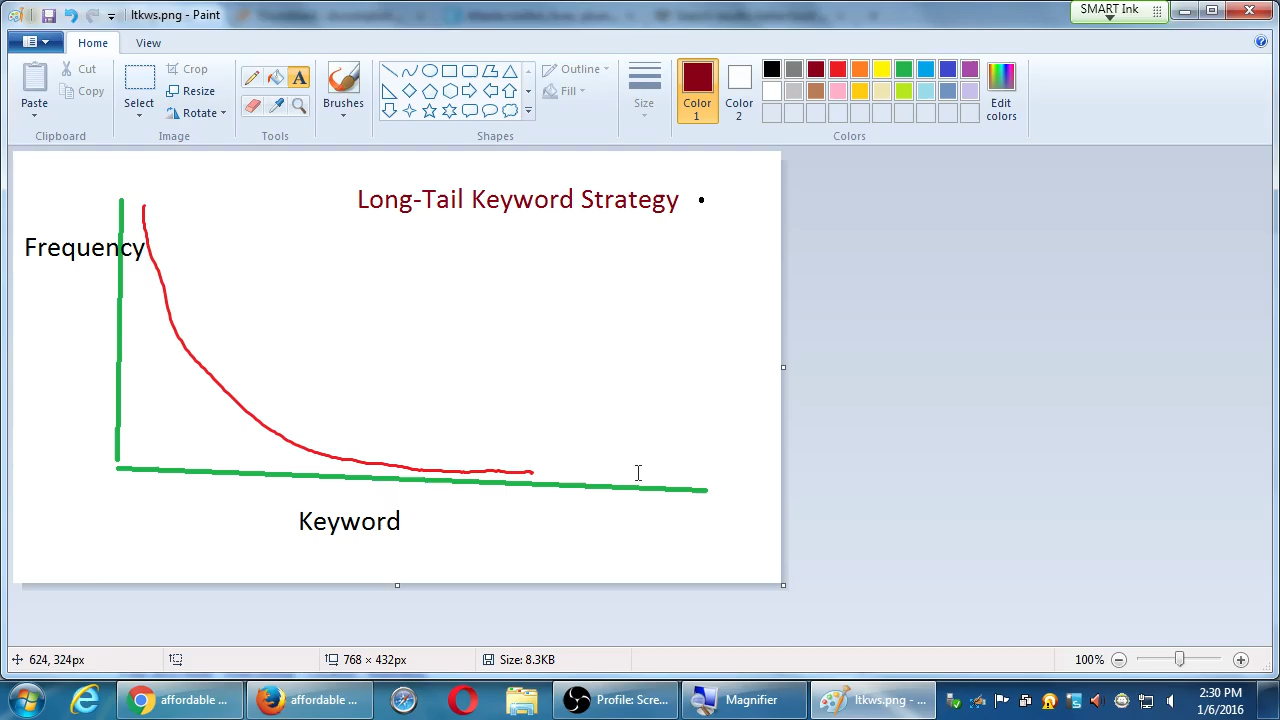 ltkws.png - Paint
SMART Ink
Home
View
Paste
Cut
Copy
Clipboard
Select
Crop
Resize
Rotate
Image
A
Tools
Brushes
Shapes
Outline
Fill
Size
Color 1
Color 2
Edit colors
Colors
Long-Tail Keyword Strategy
Frequency
Keyword
624, 324px
768 × 432px
Size: 8.3KB
100%
affordable ...
affordable ...
Profile: Scre...
Magnifier
ltkws.png - ...
2:30 PM
1/6/2016